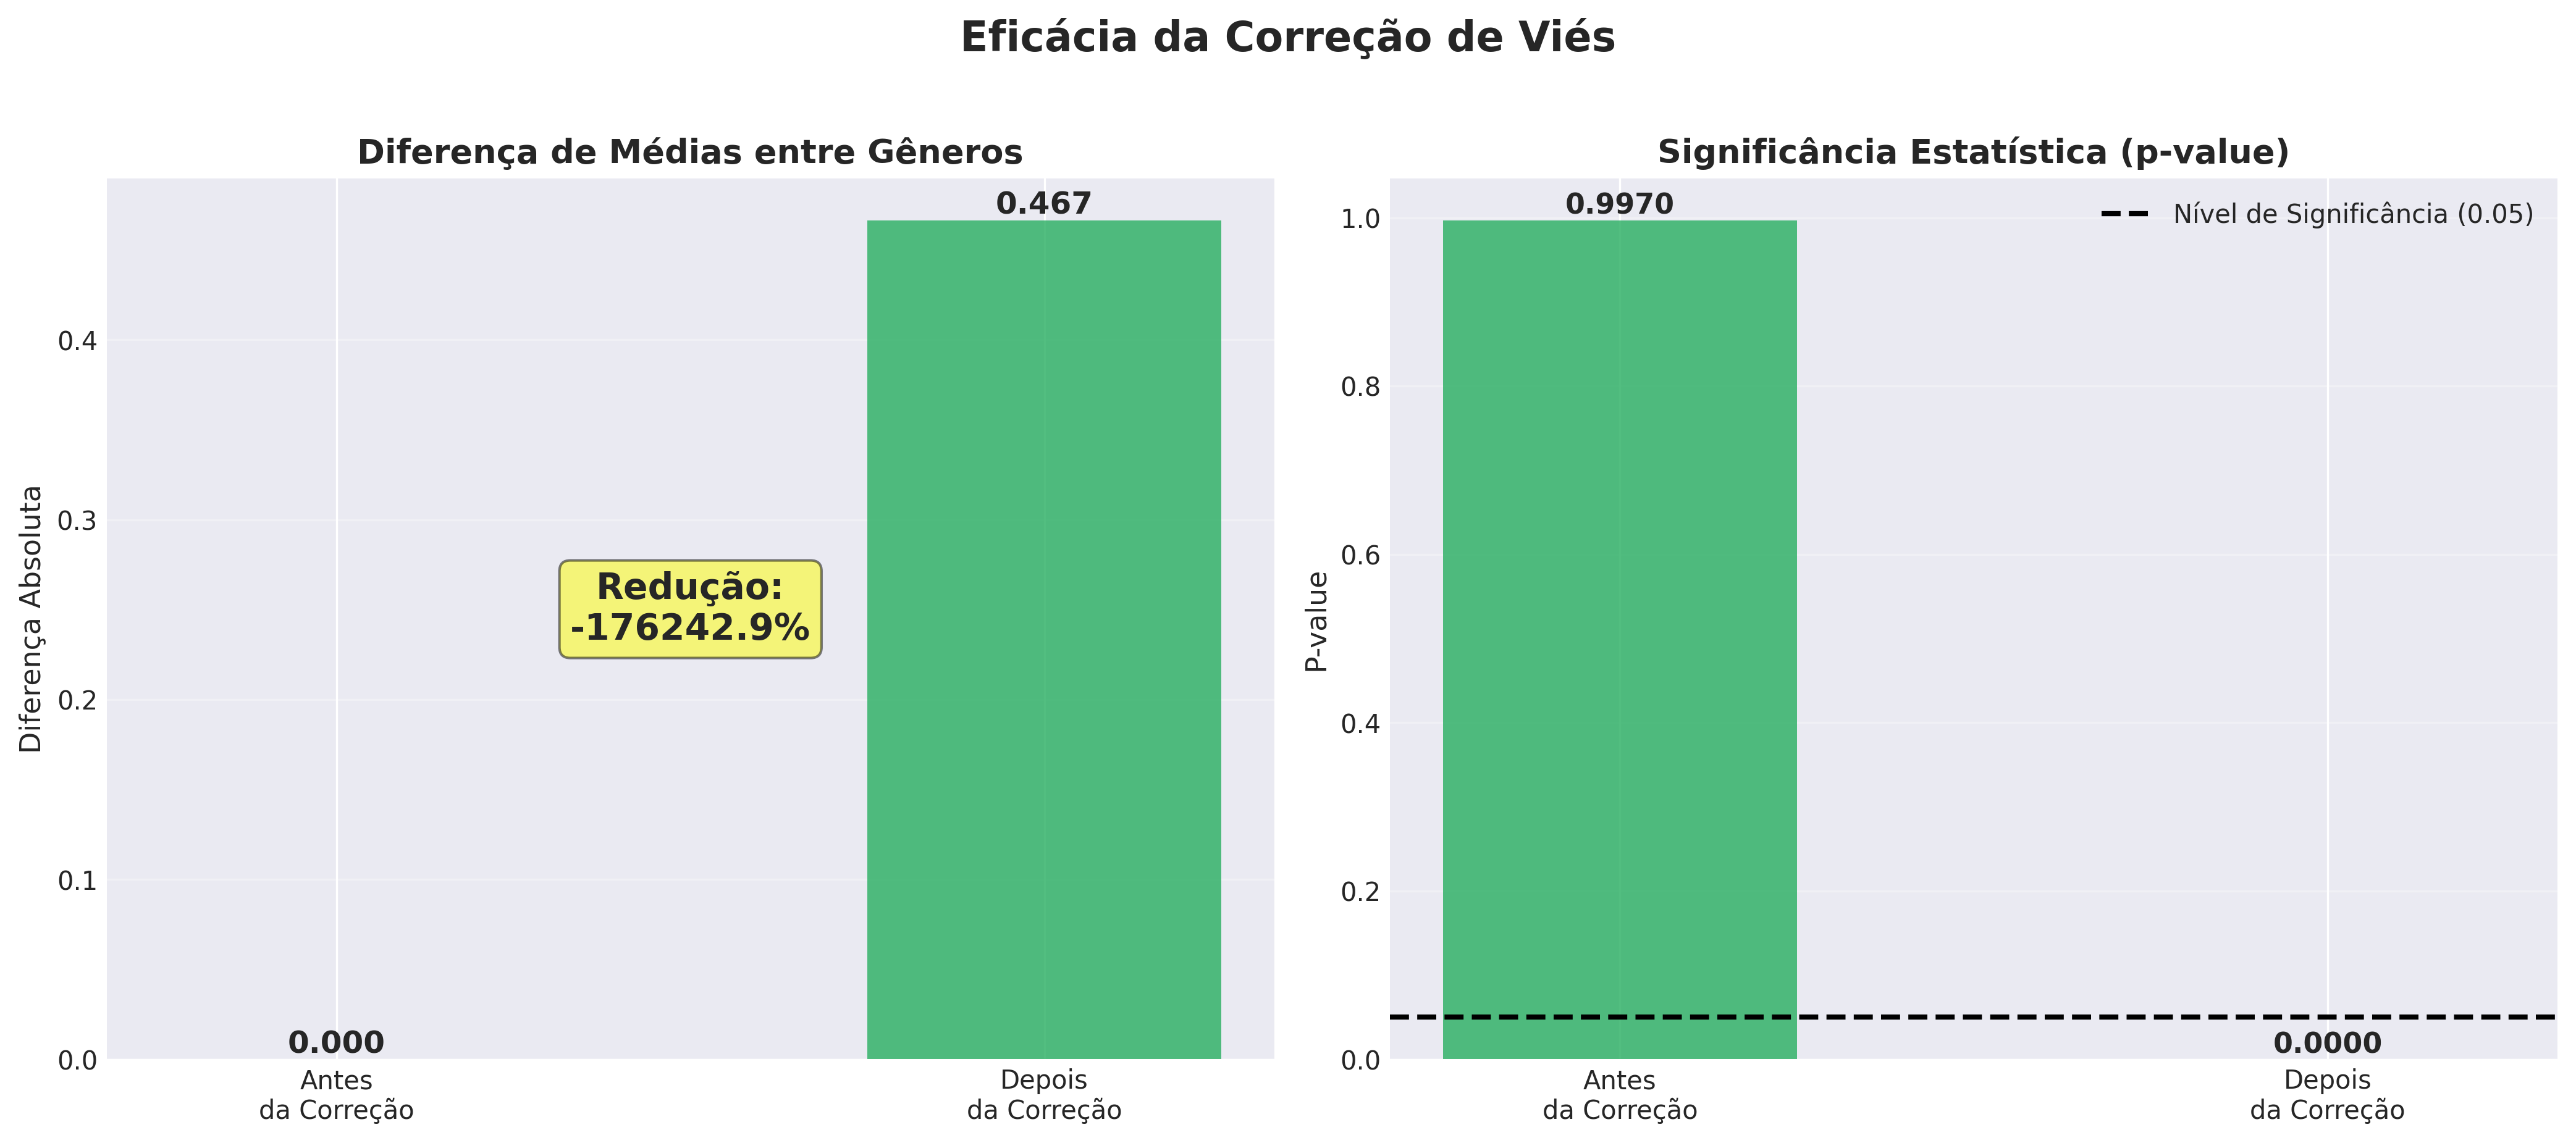 Eficácia da Correção de Viés
Diferença de Médias entre Gêneros
Diferença Absoluta
0.4
0.3
0.2
0.1
0.0
0.467
Redução:
-176242.9%
0.000
Antes
da Correção
Depois
da Correção
Significância Estatística (p-value)
P-value
1.0
0.8
0.6
0.4
0.2
0.0
0.9970
Nível de Significância (0.05)
0.0000
Antes
da Correção
Depois
da Correção